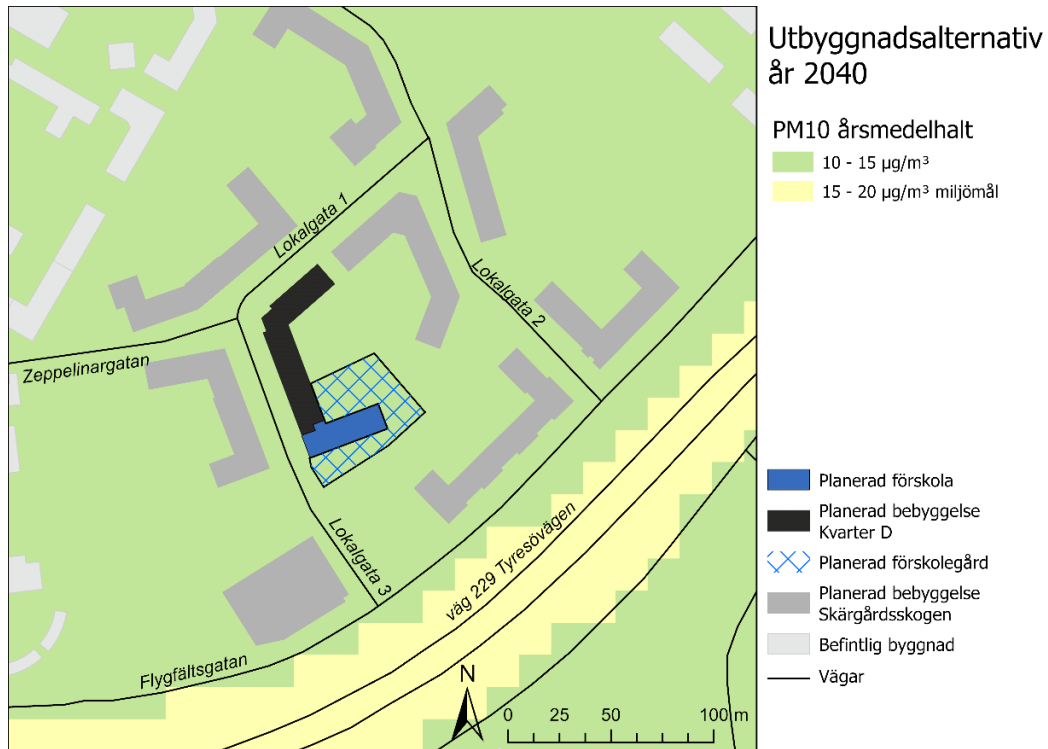 Utbyggnadsalternativ
år 2040
PM10 årsmedelhalt
10 - 15 µg/m³
15 - 20 µg/m³ miljömål
Lokalgata 1
Lokalgata 2
Zeppelinargatan
Lokalgata 3
väg 229 Tyresövägen
Flygfältsgatan
N
0 25 50 100 m
Planerad förskola
Planerad bebyggelse
Kvarter D
Planerad förskolegård
Planerad bebyggelse
Skärgårdsskogen
Befintlig byggnad
Vägar